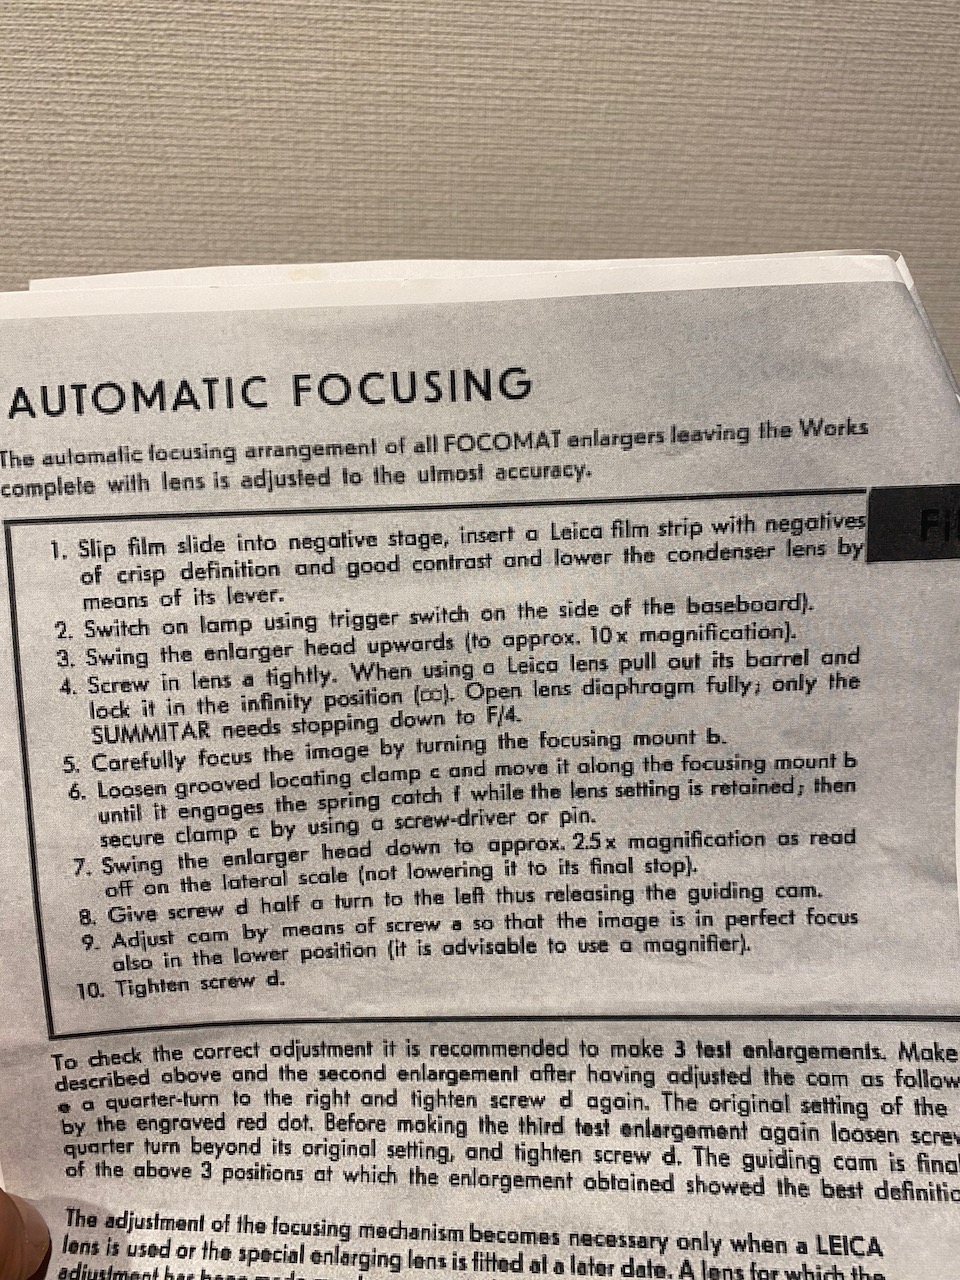 AUTOMATIC FOCUSING
The automatic focusing arrangement of all FOCOMAT enlargers leaving the Works
complete with lens is adjusted to the utmost accuracy.
1. Slip film slide into negative stage, insert a Leica film strip with negatives
of crisp definition and good contrast and lower the condenser lens by
means of its lever.
2. Switch on lamp using trigger switch on the side of the baseboard).
3. Swing the enlarger head upwards (to approx. 10x magnification).
4. Screw in lens a tightly. When using a Leica lens pull out its barrel and
lock it in the infinity position (∞). Open lens diaphragm fully; only the
SUMMITAR needs stopping down to F/4.
5. Carefully focus the image by turning the focusing mount b.
6. Loosen grooved locating clamp c and move it along the focusing mount b
until it engages the spring catch f while the lens setting is retained; then
secure clamp c by using a screw-driver or pin.
7. Swing the enlarger head down to approx. 2.5x magnification as read
off on the lateral scale (not lowering it to its final stop).
8. Give screw d half a turn to the left thus releasing the guiding cam.
9. Adjust cam by means of screw e so that the image is in perfect focus
also in the lower position (it is advisable to use a magnifier).
10. Tighten screw d.
To check the correct adjustment it is recommended to make 3 test enlargements. Make
described above and the second enlargement after having adjusted the cam as follow
e a quarter-turn to the right and tighten screw d again. The original setting of the
by the engraved red dot. Before making the third test enlargement again loosen screw
quarter turn beyond its original setting, and tighten screw d. The guiding cam is final
of the above 3 positions at which the enlargement obtained showed the best definitio
The adjustment of the focusing mechanism becomes necessary only when a LEICA
lens is used or the special enlarging lens is fitted at a later date. A lens for which the
adjustment has been made